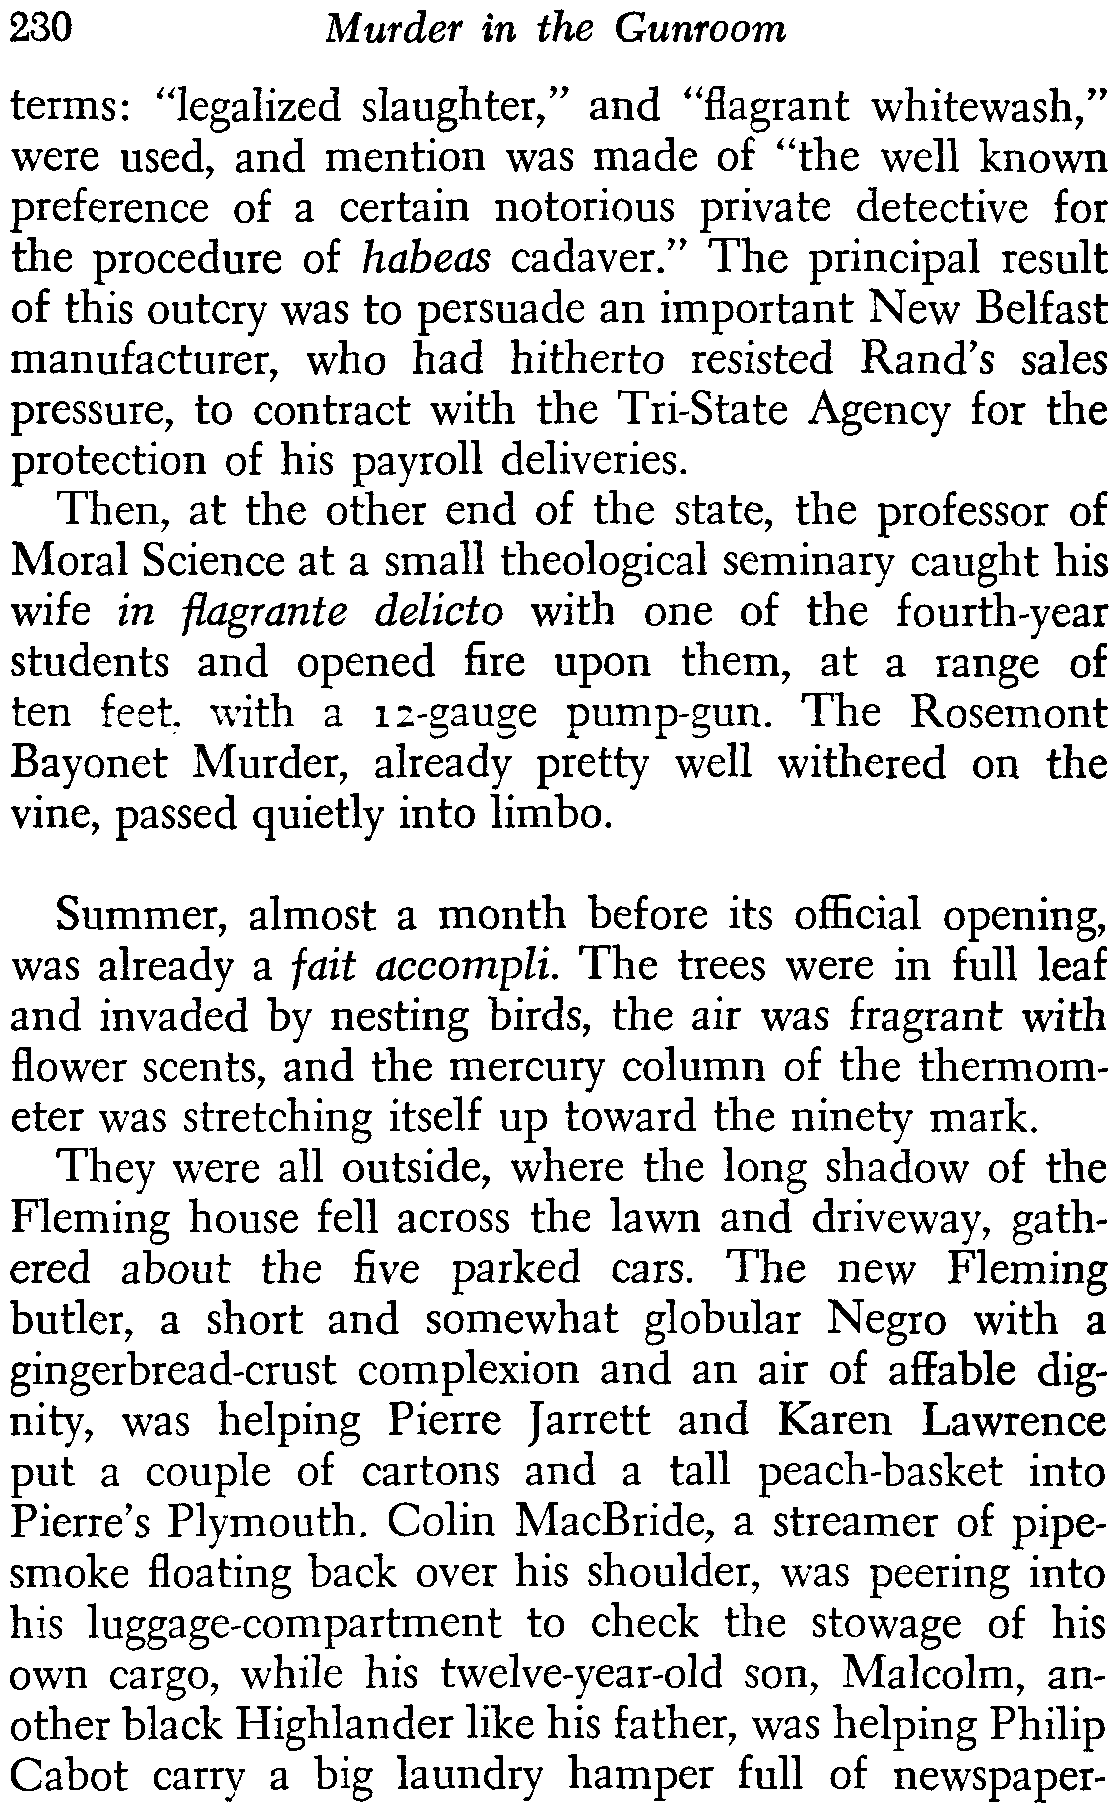 230 Murder in the Gunroom
terms: "legalized slaughter," and "flagrant whitewash,"
were used, and mention was made of "the well known
preference of a certain notorious private detective for
the procedure of habeas cadaver." The principal result
of this outcry was to persuade an important New Belfast
manufacturer, who had hitherto resisted Rand's sales
pressure, to contract with the Tri-State Agency for the
protection of his payroll deliveries.
Then, at the other end of the state, the professor of
Moral Science at a small theological seminary caught his
wife in flagrante delicto with one of the fourth-year
students and opened fire upon them, at a range of
ten feet, with a 12-gauge pump-gun. The Rosemont
Bayonet Murder, already pretty well withered on the
vine, passed quietly into limbo.
Summer, almost a month before its official opening,
was already a fait accompli. The trees were in full leaf
and invaded by nesting birds, the air was fragrant with
flower scents, and the mercury column of the thermom-
eter was stretching itself up toward the ninety mark.
They were all outside, where the long shadow of the
Fleming house fell across the lawn and driveway, gath-
ered about the five parked cars. The new Fleming
butler, a short and somewhat globular Negro with a
gingerbread-crust complexion and an air of affable dig-
nity, was helping Pierre Jarrett and Karen Lawrence
put a couple of cartons and a tall peach-basket into
Pierre's Plymouth. Colin MacBride, a streamer of pipe-
smoke floating back over his shoulder, was peering into
his luggage-compartment to check the stowage of his
own cargo, while his twelve-year-old son, Malcolm, an-
other black Highlander like his father, was helping Philip
Cabot carry a big laundry hamper full of newspaper-